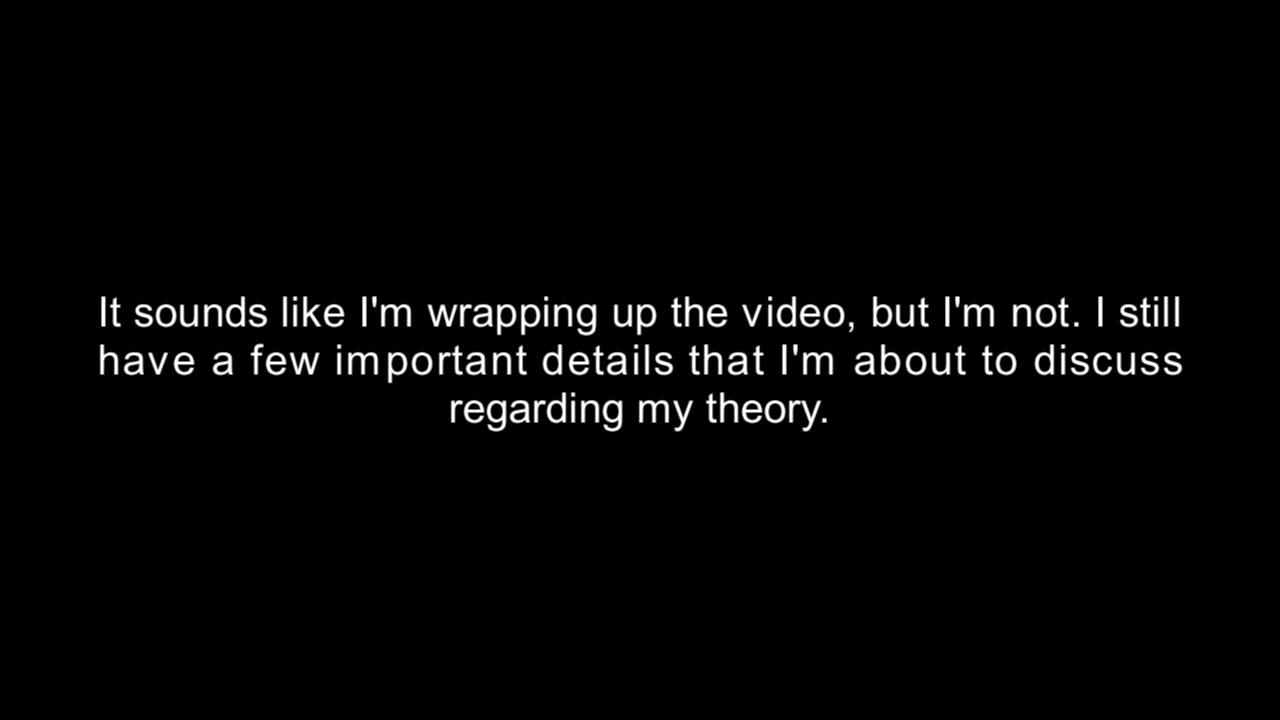 It sounds like I'm wrapping up the video, but I'm not. I still
have a few important details that I'm about to discuss
regarding my theory.